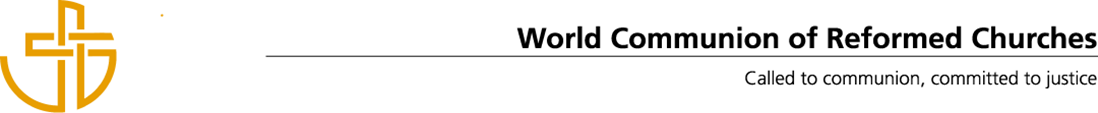 World Communion of Reformed Churches
Called to communion, committed to justice